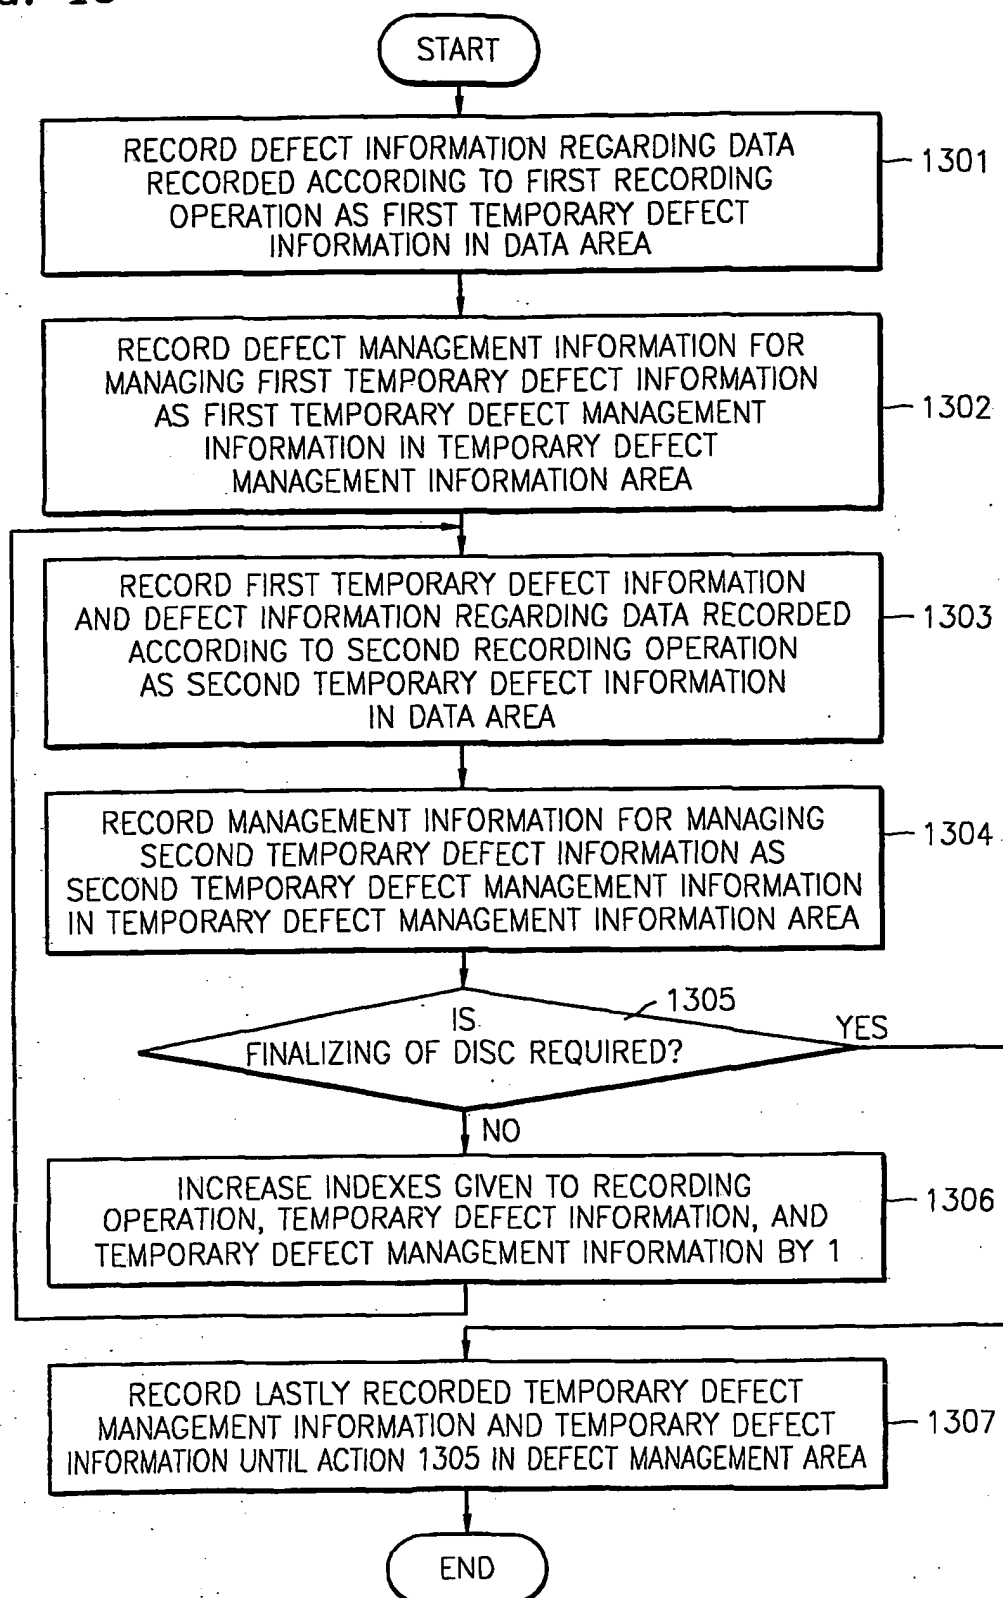 START
RECORD DEFECT INFORMATION REGARDING DATA
RECORDED ACCORDING TO FIRST RECORDING
OPERATION AS FIRST TEMPORARY DEFECT
INFORMATION IN DATA AREA
1301
RECORD DEFECT MANAGEMENT INFORMATION FOR
MANAGING FIRST TEMPORARY DEFECT INFORMATION
AS FIRST TEMPORARY DEFECT MANAGEMENT
INFORMATION IN TEMPORARY DEFECT
MANAGEMENT INFORMATION AREA
1302
RECORD FIRST TEMPORARY DEFECT INFORMATION
AND DEFECT INFORMATION REGARDING DATA RECORDED
ACCORDING TO SECOND RECORDING OPERATION
AS SECOND TEMPORARY DEFECT INFORMATION
IN DATA AREA
1303
RECORD MANAGEMENT INFORMATION FOR MANAGING
SECOND TEMPORARY DEFECT INFORMATION AS
SECOND TEMPORARY DEFECT MANAGEMENT INFORMATION
IN TEMPORARY DEFECT MANAGEMENT INFORMATION AREA
1304
1305
IS
FINALIZING OF DISC REQUIRED?
YES
NO
INCREASE INDEXES GIVEN TO RECORDING
OPERATION, TEMPORARY DEFECT INFORMATION, AND
TEMPORARY DEFECT MANAGEMENT INFORMATION BY 1
1306
RECORD LASTLY RECORDED TEMPORARY DEFECT
MANAGEMENT INFORMATION AND TEMPORARY DEFECT
INFORMATION UNTIL ACTION 1305 IN DEFECT MANAGEMENT AREA
1307
END